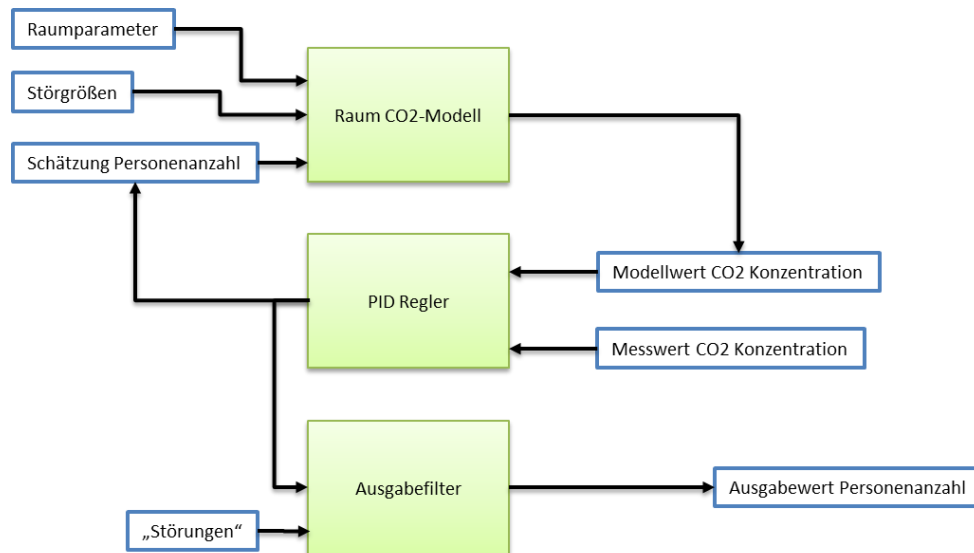 Raumparameter
Störgrößen
Raum CO2-Modell
Schätzung Personenanzahl
Modellwert CO2 Konzentration
PID Regler
Messwert CO2 Konzentration
Ausgabefilter
Ausgabewert Personenanzahl
„Störungen“